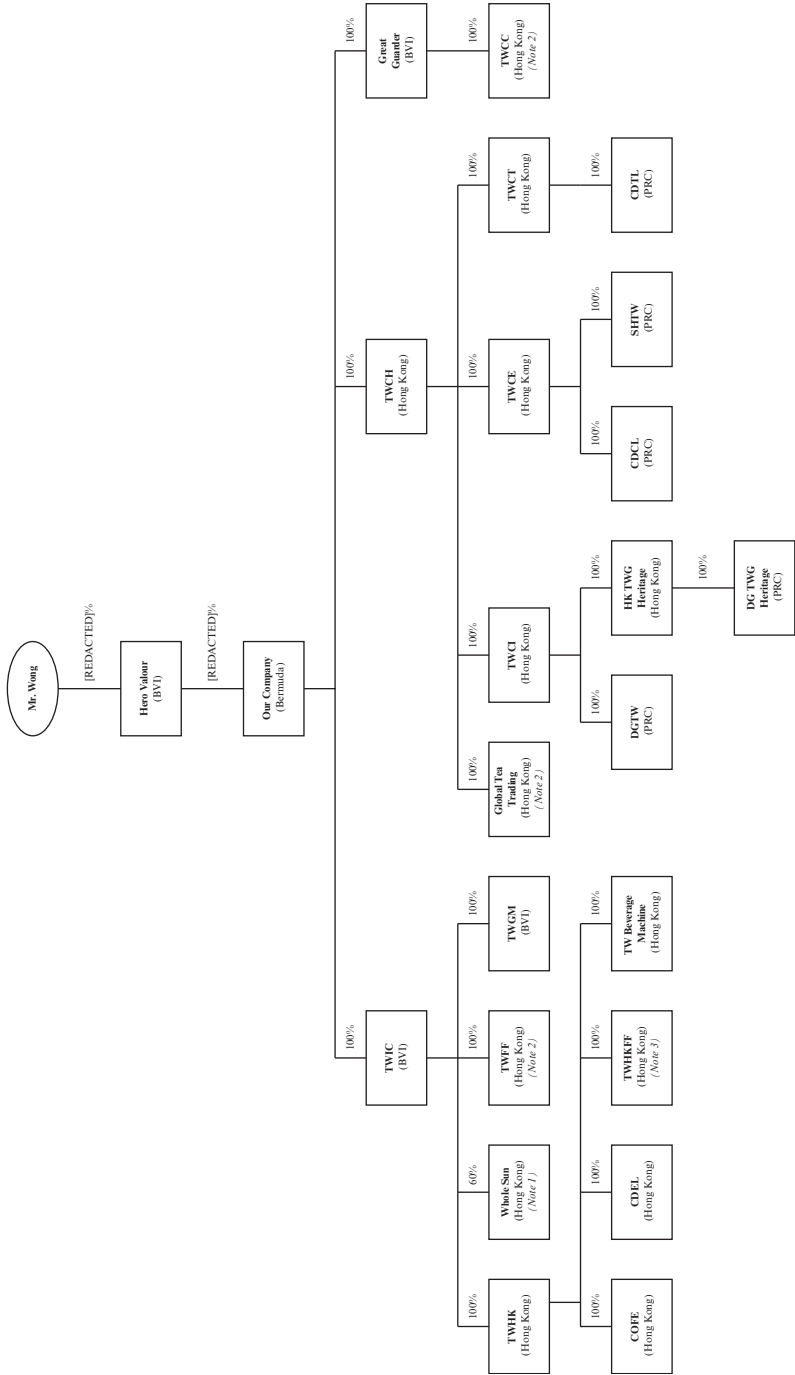 Mr. Wong
[REDACTED]%
Hero Valour
(BVI)
[REDACTED]%
Our Company
(Bermuda)
100%
100%
100%
TWIC
(BVI)
TWCH
(Hong Kong)
Great
Guarder
(BVI)
100%
60%
100%
100%
100%
100%
100%
100%
100%
TWHK
(Hong Kong)
Whole Sun
(Hong Kong)
(Note 1)
TWFF
(Hong Kong)
(Note 2)
TWGM
(BVI)
Global Tea
Trading
(Hong Kong)
(Note 2)
TWCI
(Hong Kong)
TWCE
(Hong Kong)
TWCT
(Hong Kong)
TWCC
(Hong Kong)
(Note 2)
100%
100%
100%
100%
100%
100%
100%
100%
100%
COFE
(Hong Kong)
CDEL
(Hong Kong)
TWHKFF
(Hong Kong)
(Note 3)
TW Beverage
Machine
(Hong Kong)
DGTW
(PRC)
HK TWG
Heritage
(Hong Kong)
CDCL
(PRC)
SHTW
(PRC)
CDTL
(PRC)
100%
DG TWG
Heritage
(PRC)